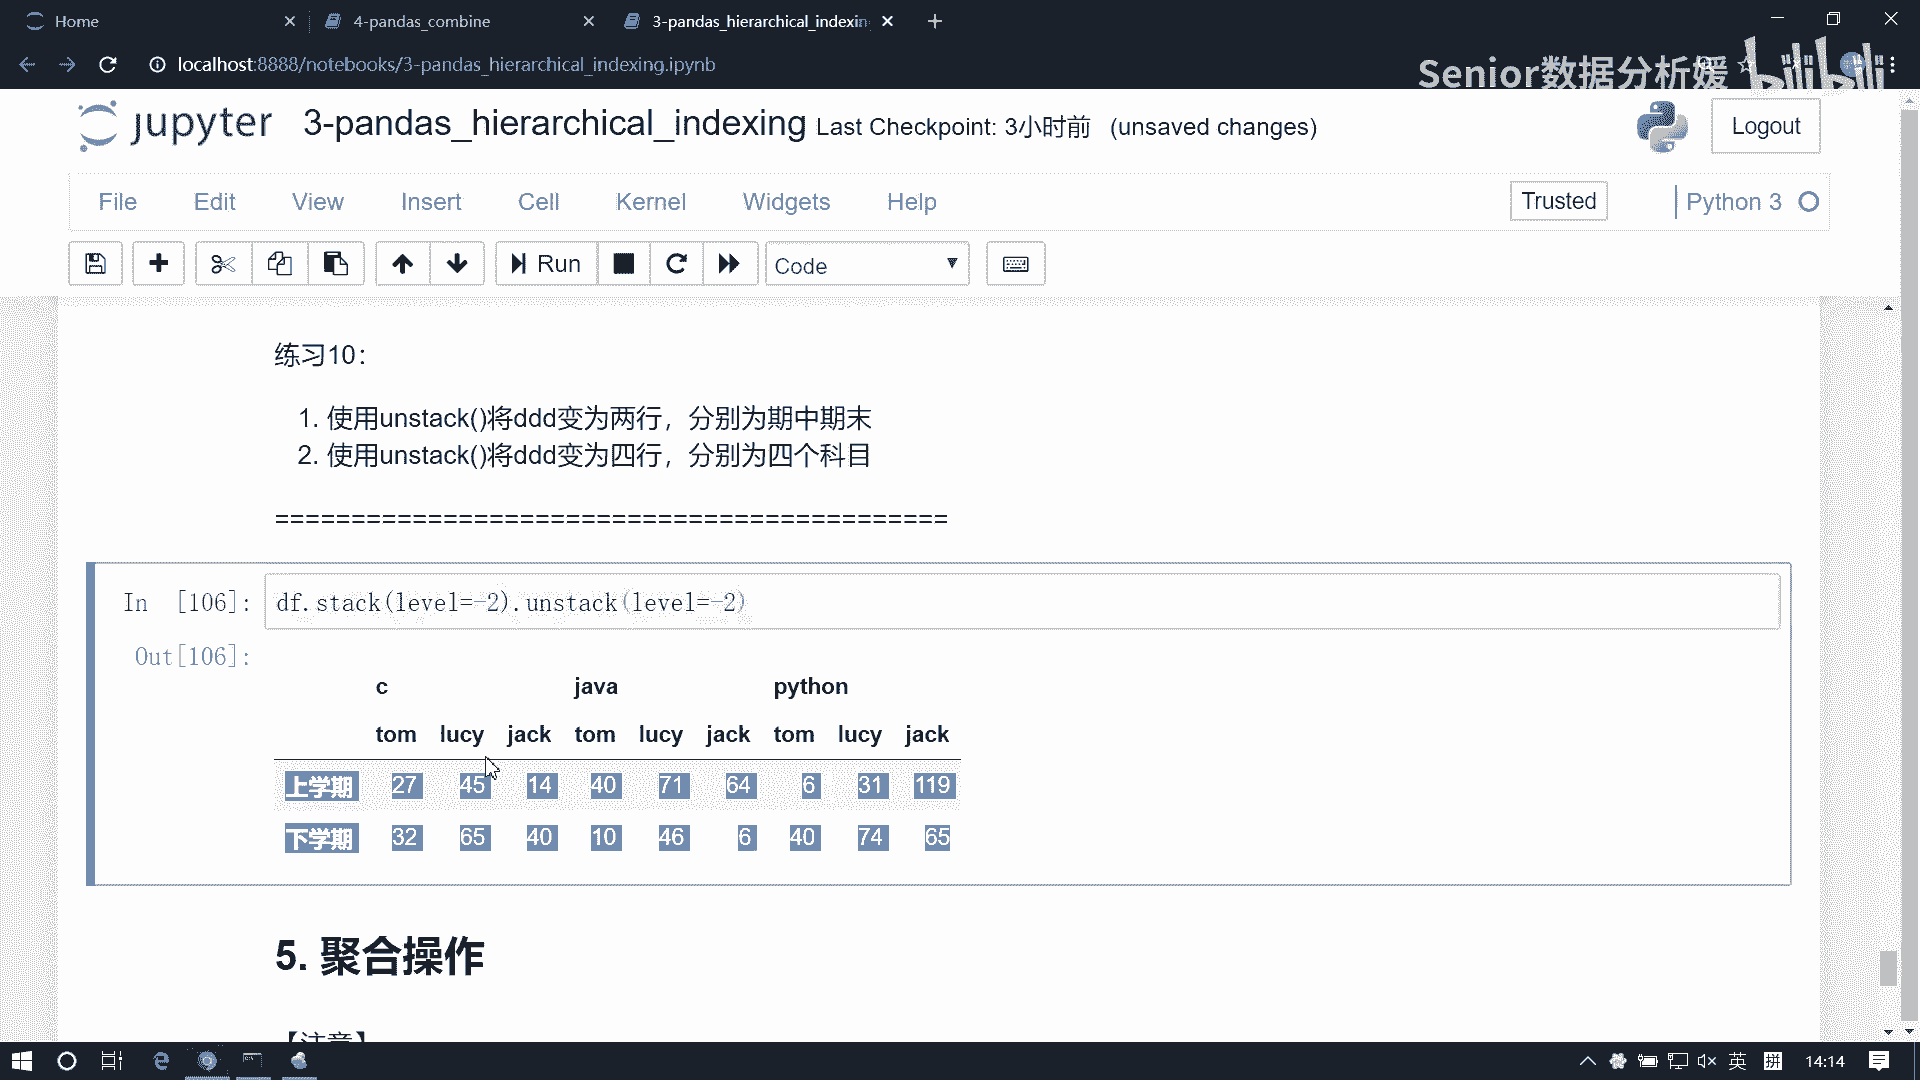 Home
4-pandas_combine
3-pandas_hierarchical_indexin
localhost:8888/notebooks/3-pandas_hierarchical_indexing.ipynb
Senior数据分析媛
bilibili
jupyter
3-pandas_hierarchical_indexing Last Checkpoint: 3小时前 (unsaved changes)
Logout
File Edit View Insert Cell Kernel Widgets Help
Trusted
Python 3
Run
Code
练习10：
1. 使用unstack()将ddd变为两行，分别为期中期末
2. 使用unstack()将ddd变为四行，分别为四个科目
============================================
In [106]: df.stack(level=-2).unstack(level=-2)
Out[106]:
c java python
tom lucy jack tom lucy jack tom lucy jack
上学期 27 45 14 40 71 64 6 31 119
下学期 32 65 40 10 46 6 40 74 65
5. 聚合操作
【注意】
英 拼 14:14